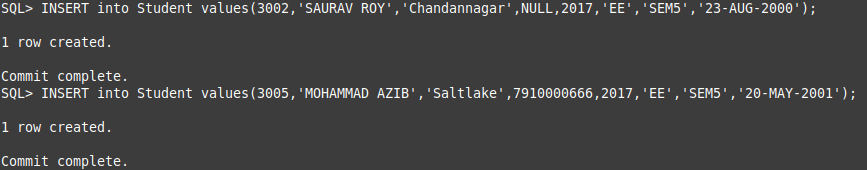 SQL> INSERT into Student values(3002,'SAURAV ROY','Chandannagar',NULL,2017,'EE','SEM5','23-AUG-2000');
1 row created.
Commit complete.
SQL> INSERT into Student values(3005,'MOHAMMAD AZIB','Saltlake',7910000666,2017,'EE','SEM5','20-MAY-2001');
1 row created.
Commit complete.